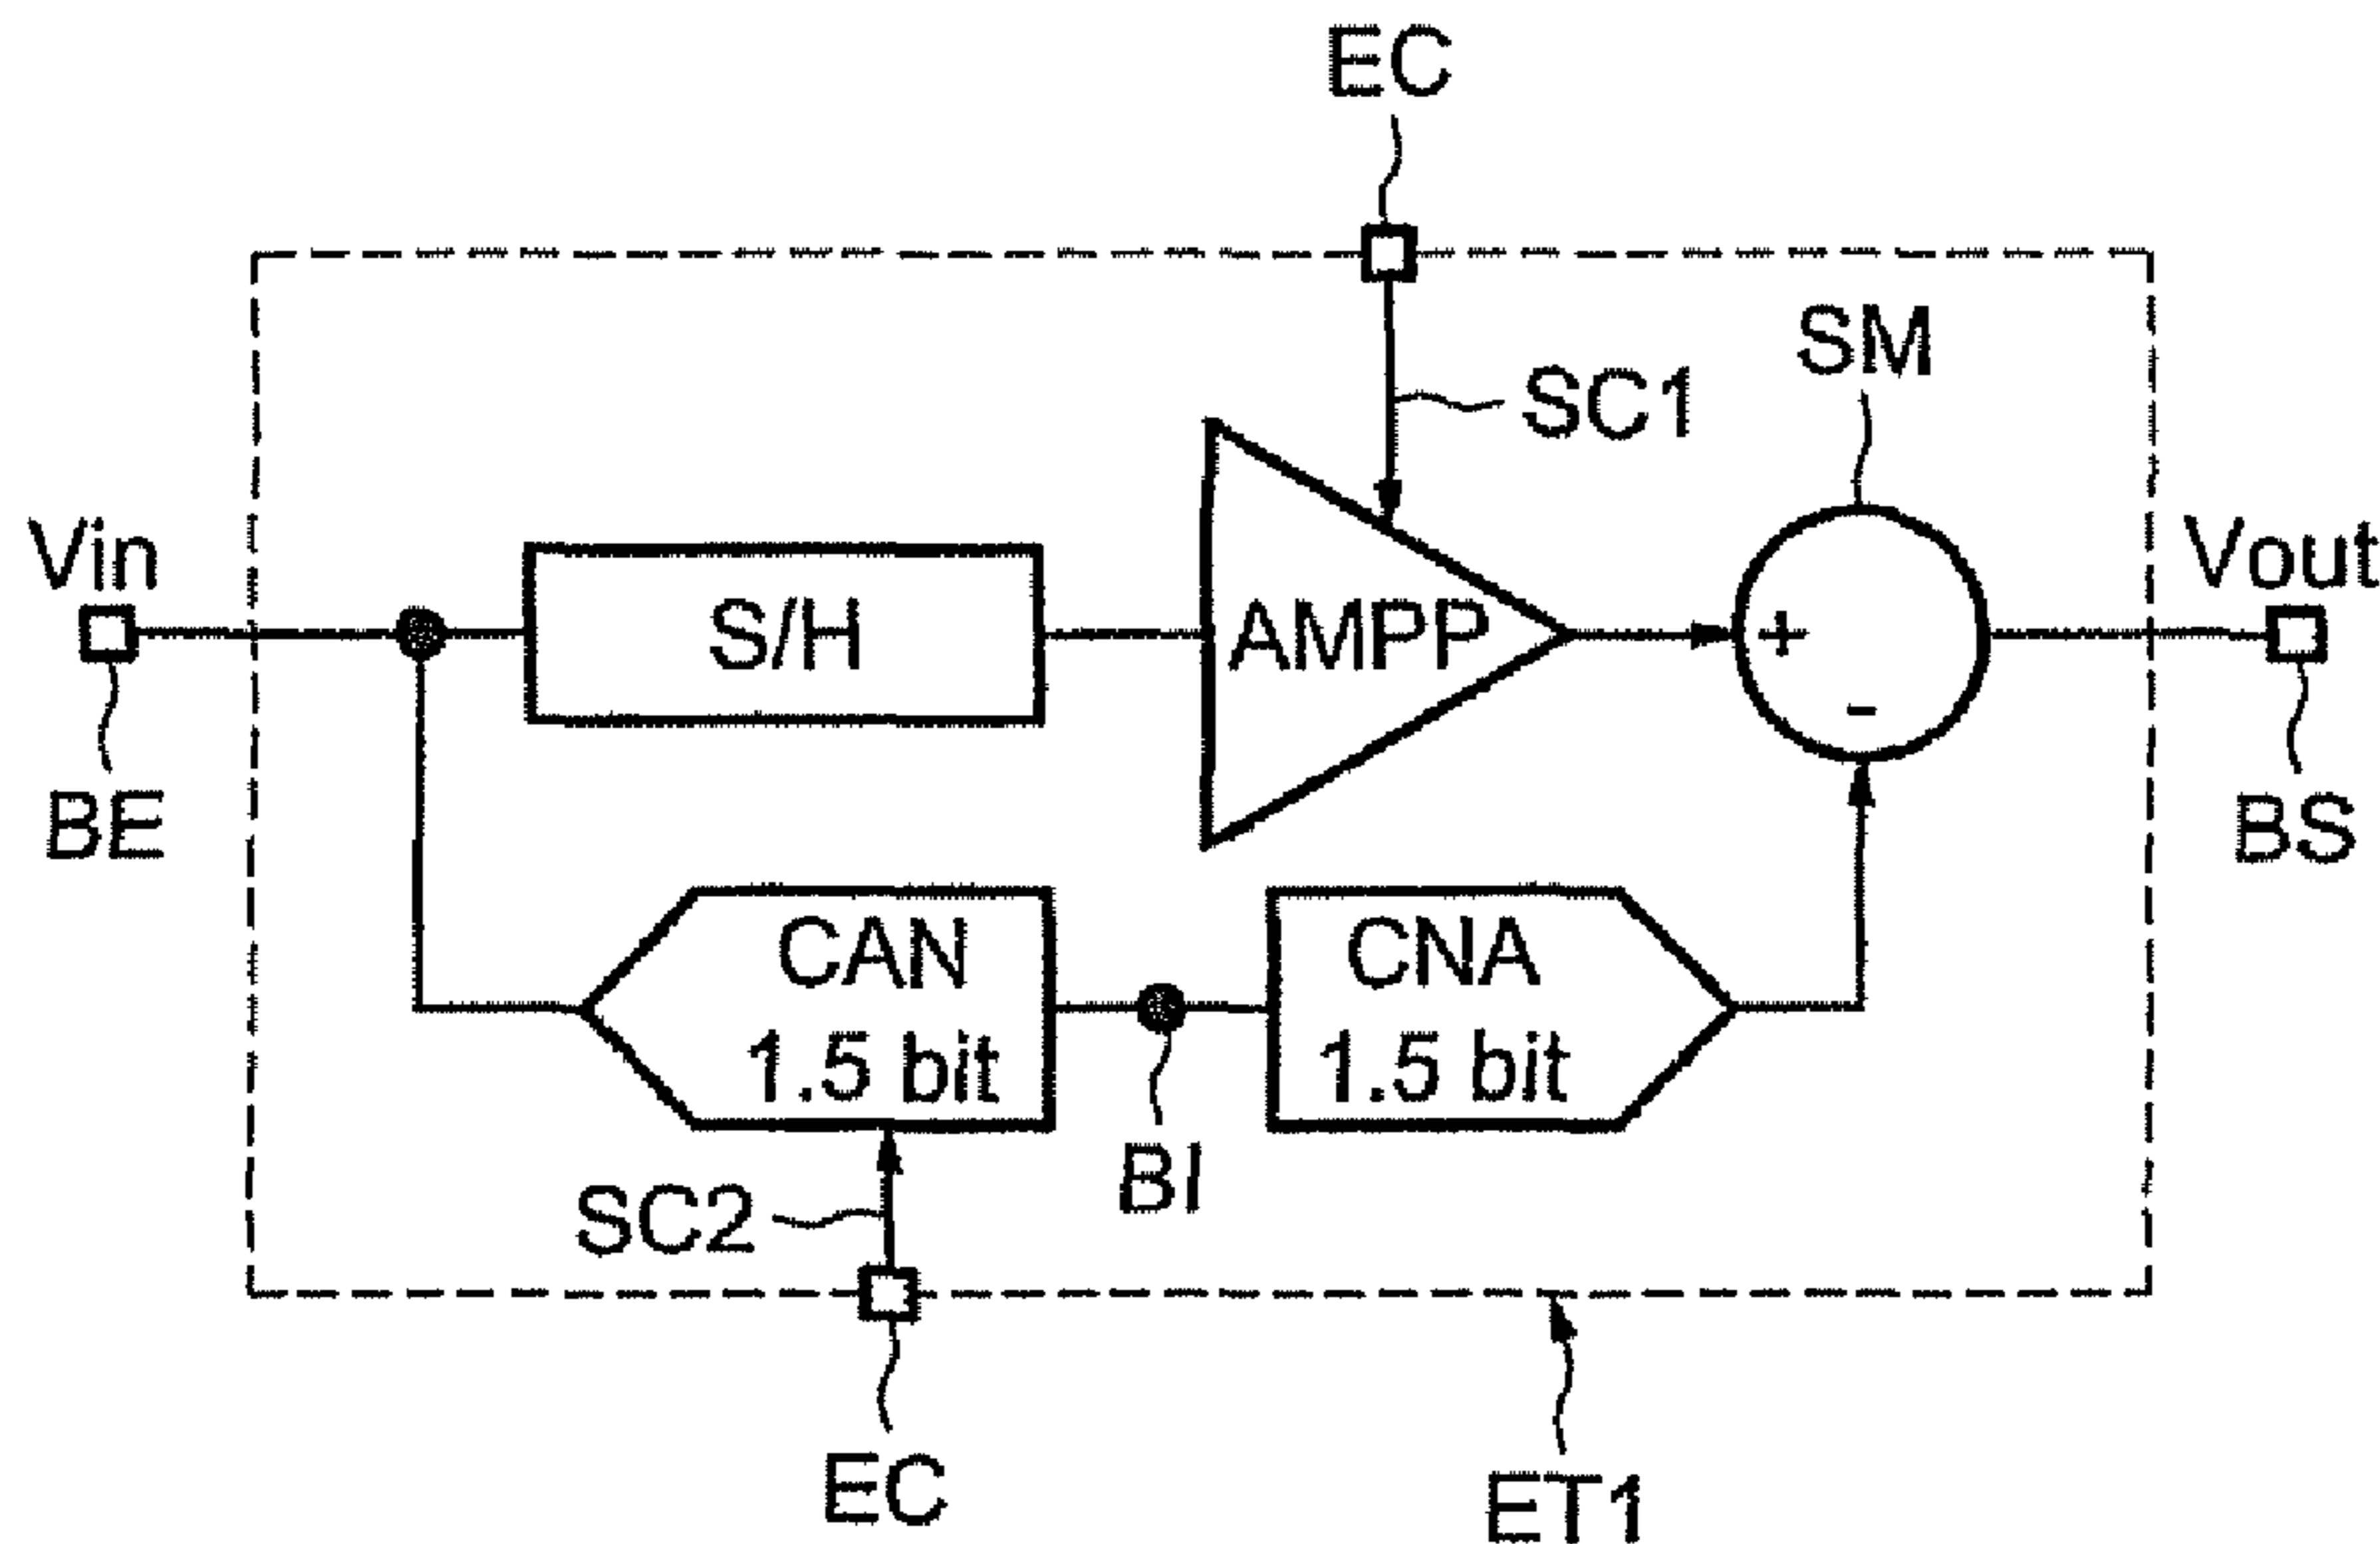 EC
SM
SC1
Vin
S/H
AMPP
+
Vout
-
BE
BS
CAN
1.5 bit
CNA
1.5 bit
BI
SC2
EC
ET1